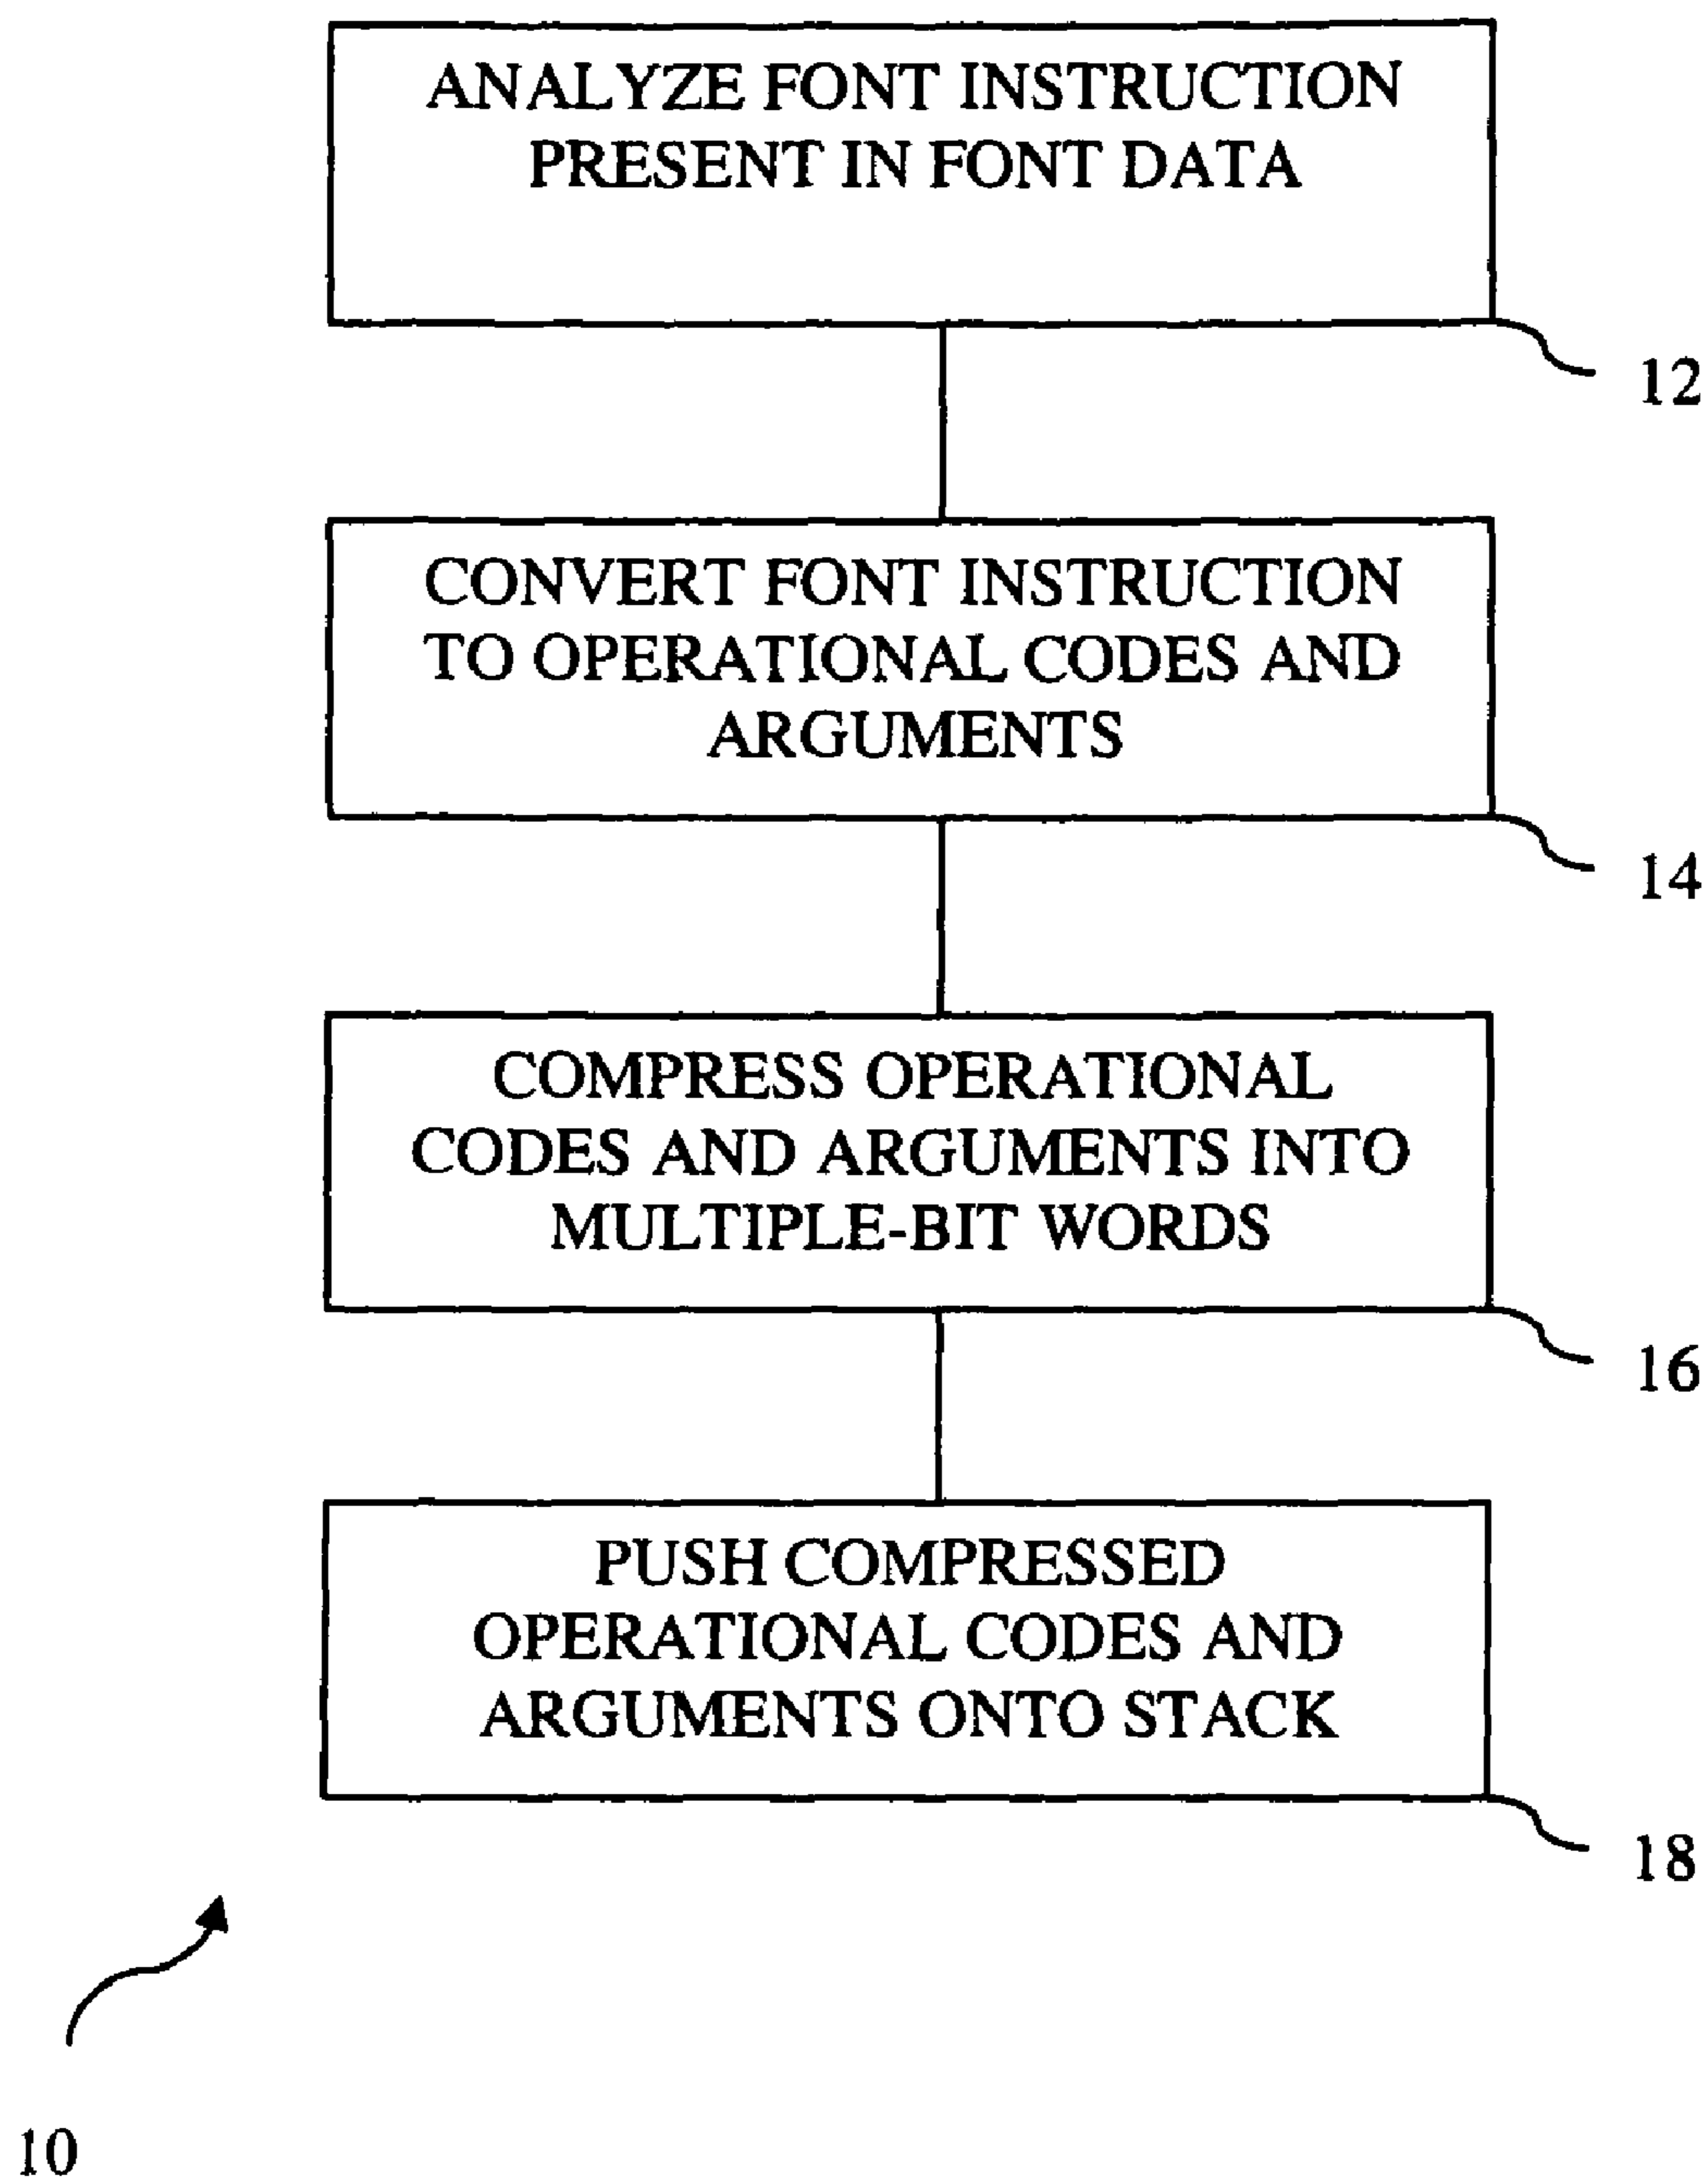 ANALYZE FONT INSTRUCTION
PRESENT IN FONT DATA
12
CONVERT FONT INSTRUCTION
TO OPERATIONAL CODES AND
ARGUMENTS
14
COMPRESS OPERATIONAL
CODES AND ARGUMENTS INTO
MULTIPLE-BIT WORDS
16
PUSH COMPRESSED
OPERATIONAL CODES AND
ARGUMENTS ONTO STACK
18
10